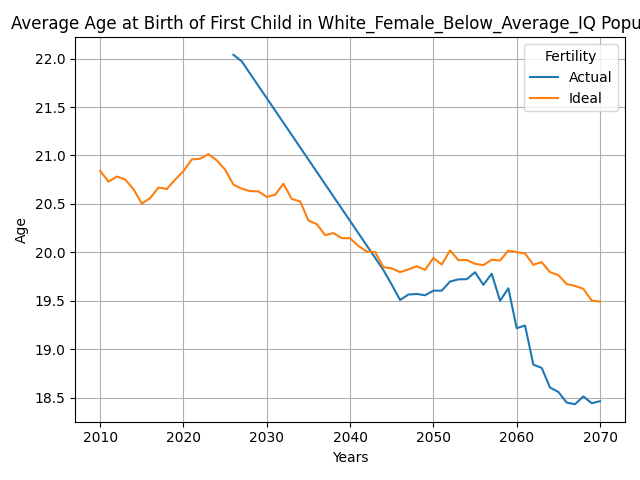 Average Age at Birth of First Child in White_Female_Below_Average_IQ Popu
Fertility
Actual
Ideal
22.0
21.5
21.0
20.5
20.0
19.5
19.0
18.5
Age
2010 2020 2030 2040 2050 2060 2070
Years